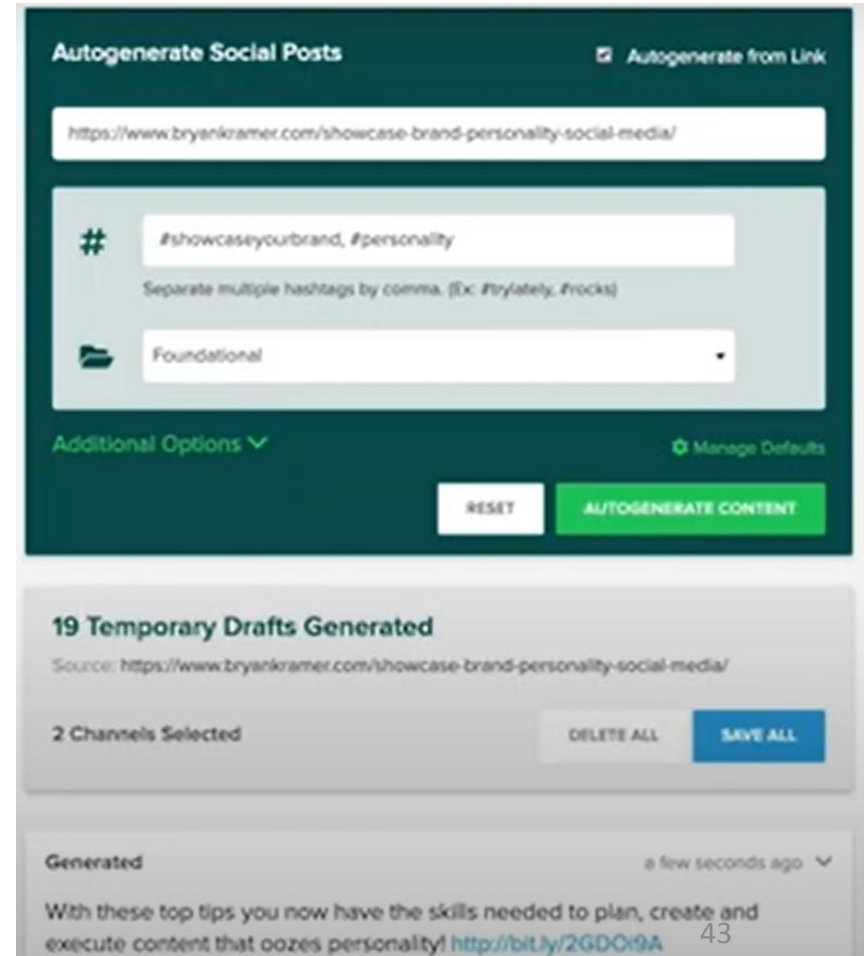 Autogenerate Social Posts
Autogenerate from Link
https://www.bryankramer.com/showcase-brand-personality-social-media/
#
#showcaseyourbrand, #personality
Separate multiple hashtags by comma. (Ex: #trylately, #rocks)
Foundational
Additional Options
Manage Defaults
RESET
AUTOGENERATE CONTENT
19 Temporary Drafts Generated
Source: https://www.bryankramer.com/showcase-brand-personality-social-media/
2 Channels Selected
DELETE ALL
SAVE ALL
Generated
a few seconds ago
With these top tips you now have the skills needed to plan, create and
execute content that oozes personality! http://bit.ly/2GDOi9A
43